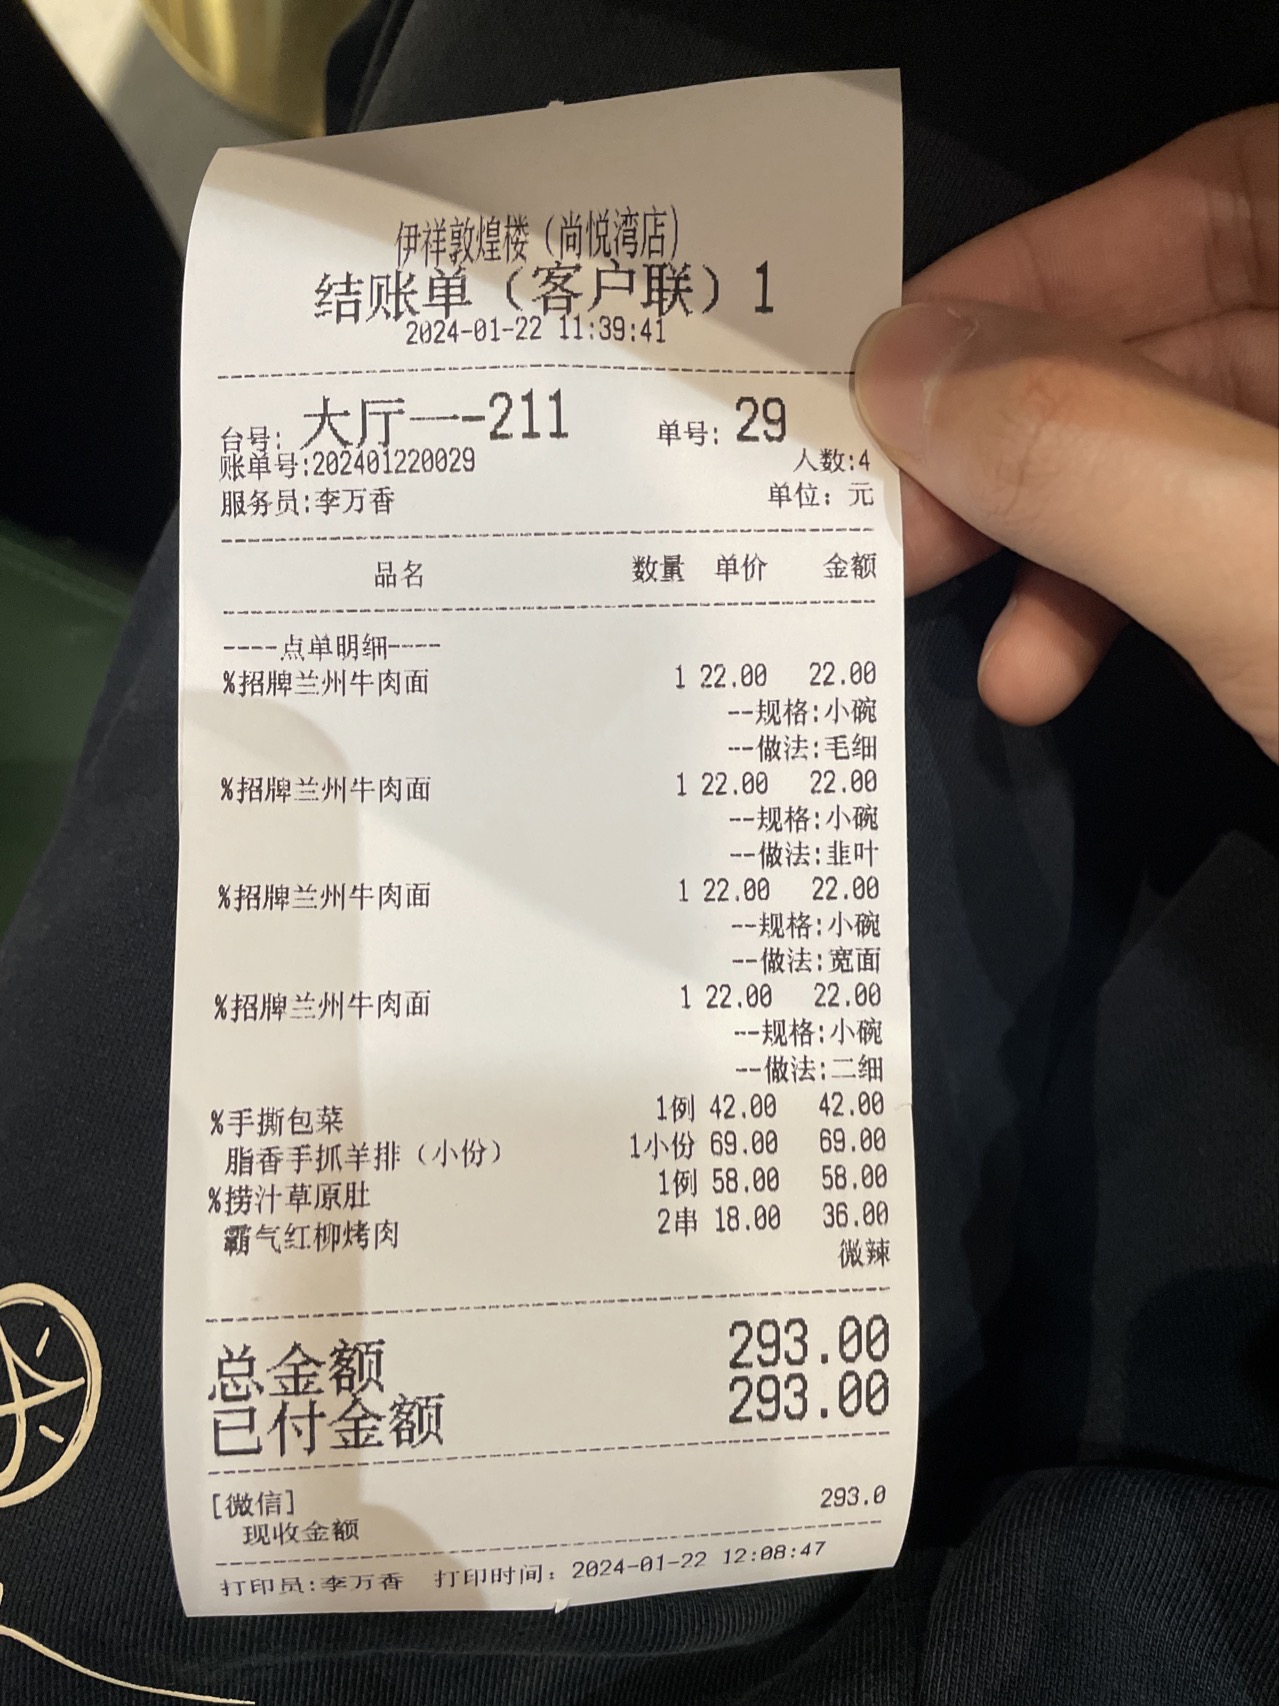 伊祥敦煌楼（尚悦湾店）
结账单（客户联）1
2024-01-22 11:39:41
台号: 大厅一-211 单号: 29
账单号:202401220029 人数:4
服务员:李万香 单位: 元
品名 数量 单价 金额
----点单明细----
%招牌兰州牛肉面 1 22.00 22.00
--规格:小碗
--做法:毛细
%招牌兰州牛肉面 1 22.00 22.00
--规格:小碗
--做法:韭叶
%招牌兰州牛肉面 1 22.00 22.00
--规格:小碗
--做法:宽面
%招牌兰州牛肉面 1 22.00 22.00
--规格:小碗
--做法:二细
%手撕包菜 1例 42.00 42.00
脂香手抓羊排（小份） 1小份 69.00 69.00
%捞汁草原肚 1例 58.00 58.00
霸气红柳烤肉 2串 18.00 36.00
微辣
总金额 293.00
已付金额 293.00
[微信] 293.0
现收金额
打印员:李万香 打印时间: 2024-01-22 12:08:47